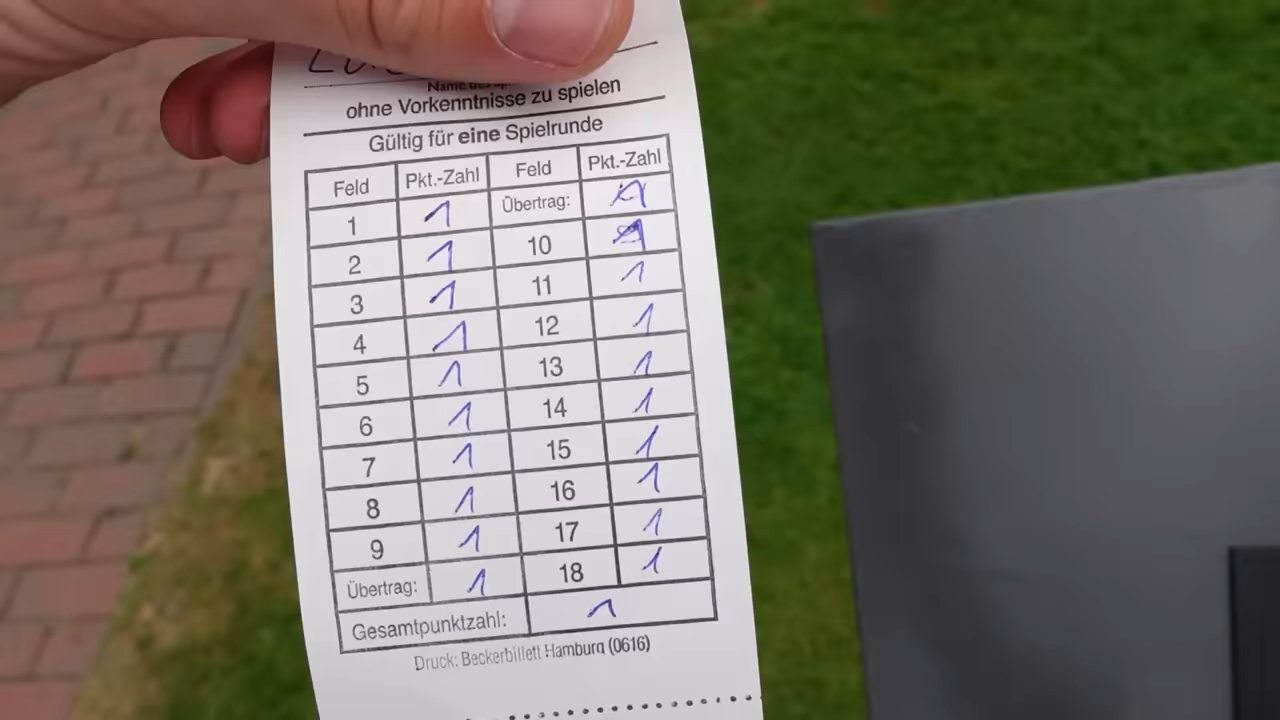 ohne Vorkenntnisse zu spielen
Gültig für eine Spielrunde
Feld Pkt.-Zahl Feld Pkt.-Zahl
1 1 Übertrag: 1
2 1 10 1
3 1 11 1
4 1 12 1
5 1 13 1
6 1 14 1
7 1 15 1
8 1 16 1
9 1 17 1
Übertrag: 1 18 1
Gesamtpunktzahl: 1
Druck: Beckerbillett Hamburg (0616)